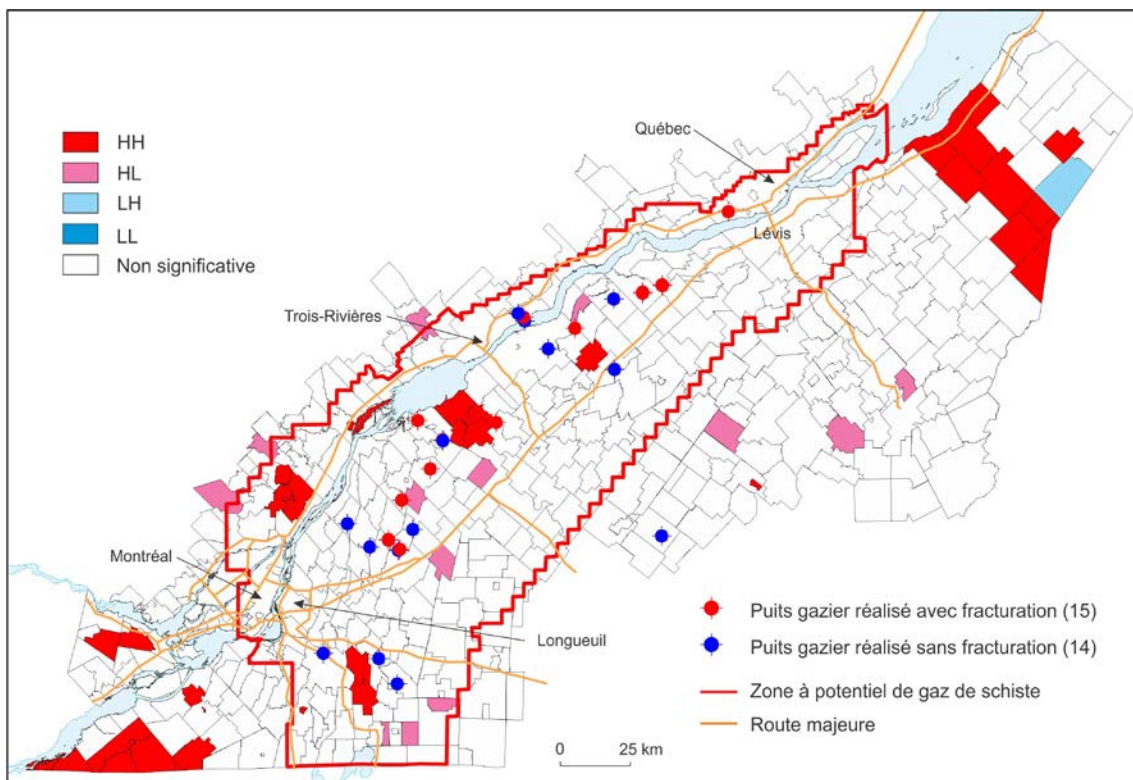 HH
HL
LH
LL
Non significative
Québec
Lévis
Trois-Rivières
Montréal
Longueuil
Puits gazier réalisé avec fracturation (15)
Puits gazier réalisé sans fracturation (14)
Zone à potentiel de gaz de schiste
Route majeure
0 25 km